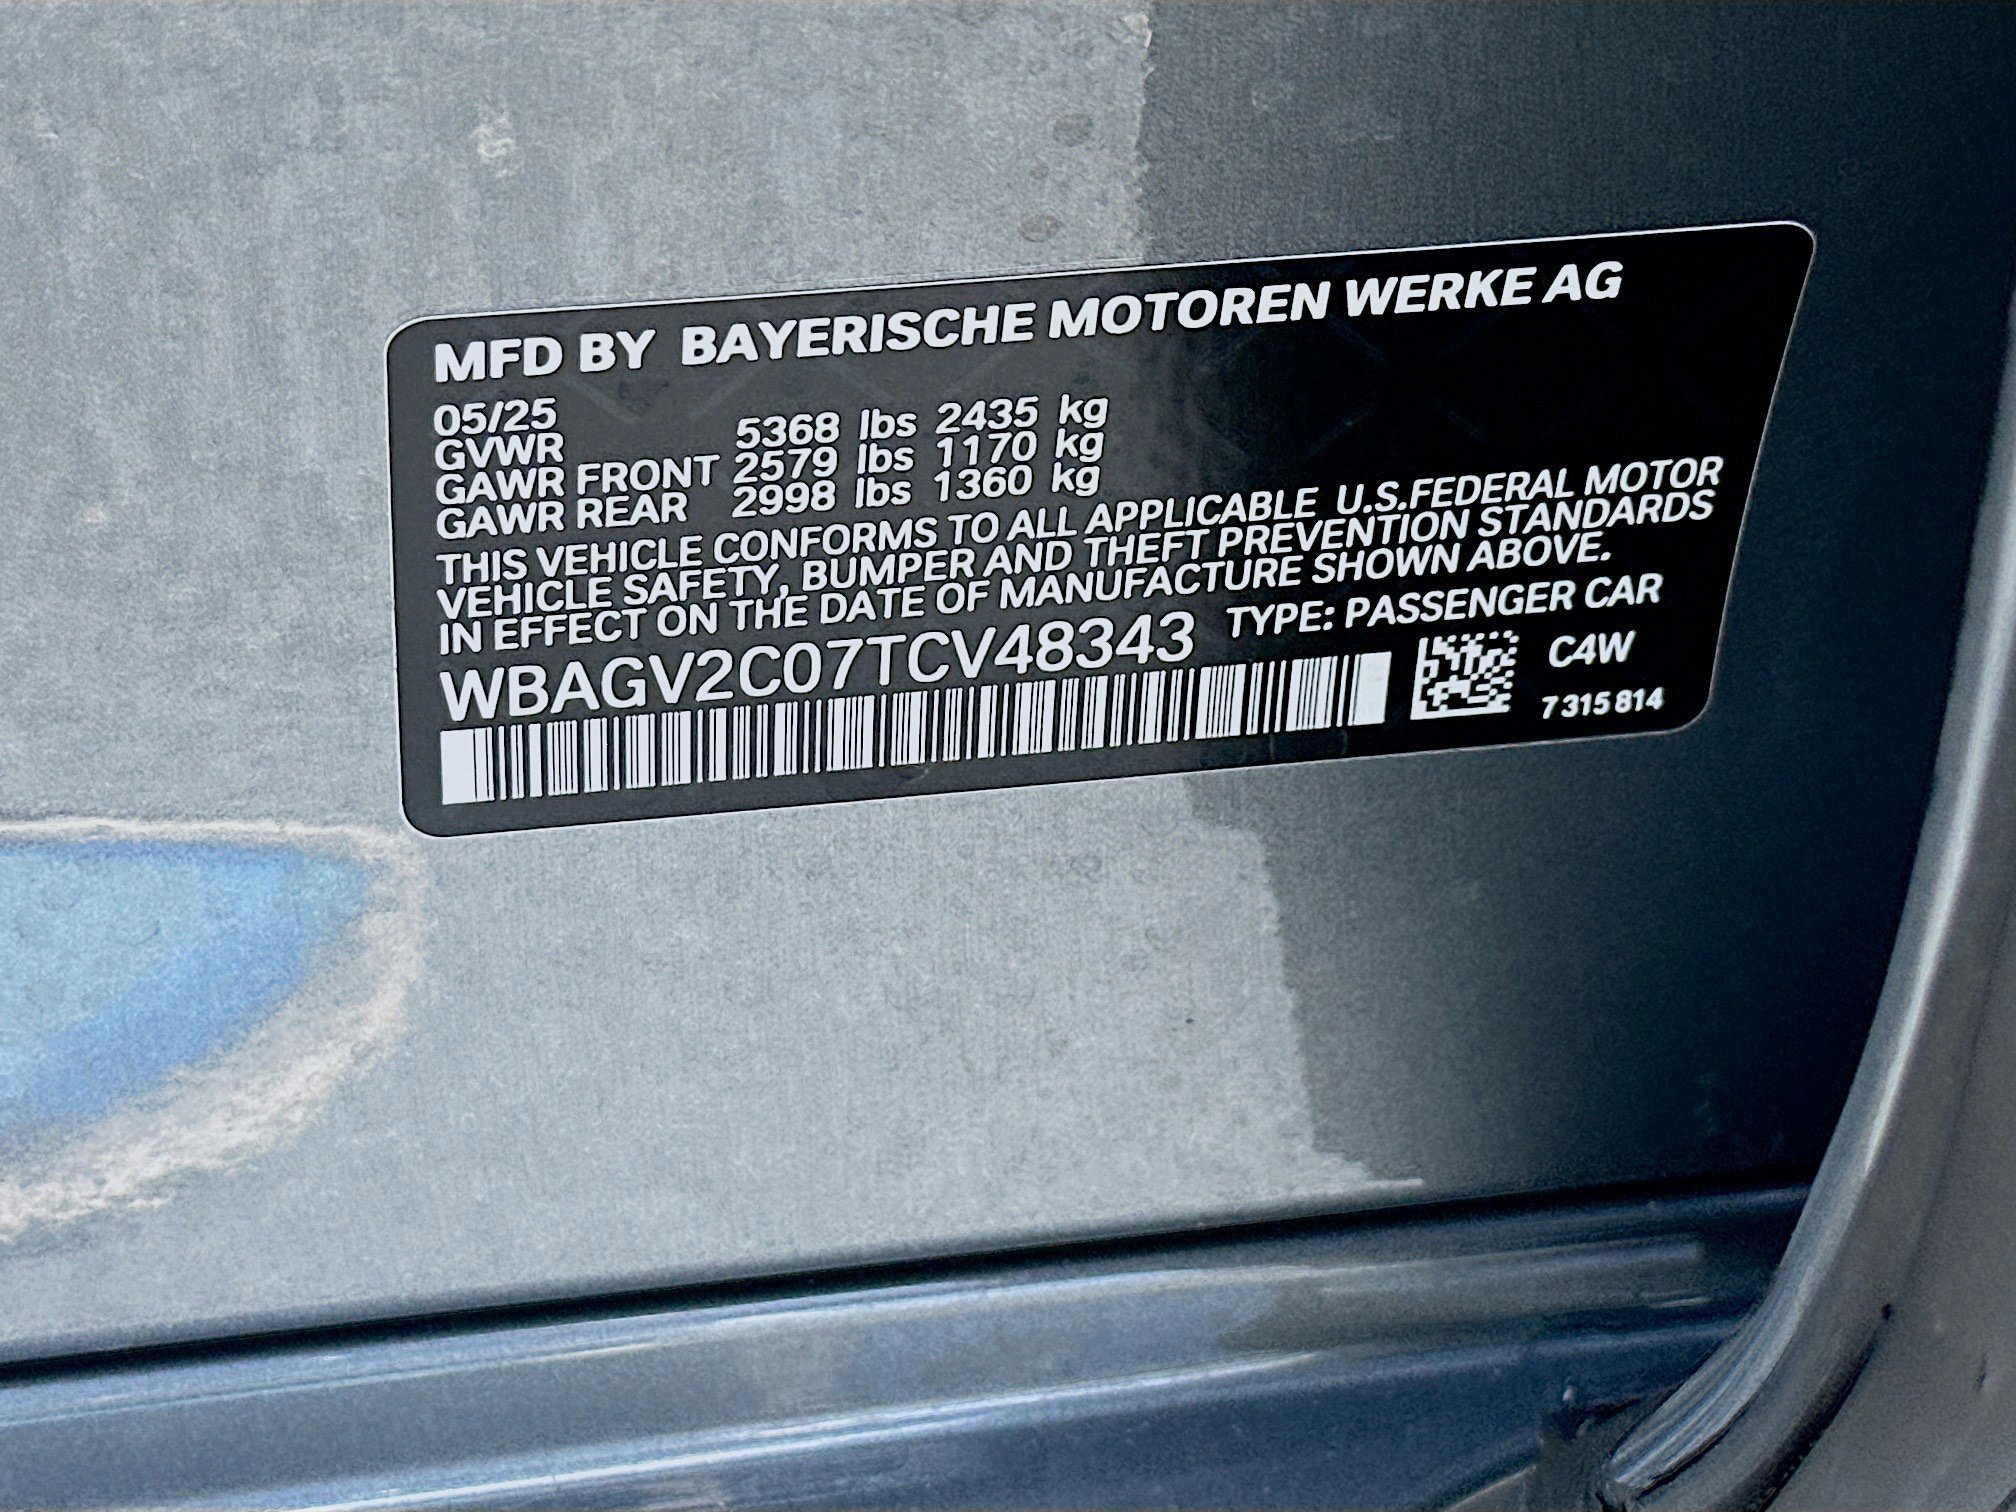 MFD BY BAYERISCHE MOTOREN WERKE AG
05/25
GVWR 5368 lbs 2435 kg
GAWR FRONT 2579 lbs 1170 kg
GAWR REAR 2998 lbs 1360 kg
THIS VEHICLE CONFORMS TO ALL APPLICABLE U.S.FEDERAL MOTOR
VEHICLE SAFETY, BUMPER AND THEFT PREVENTION STANDARDS
IN EFFECT ON THE DATE OF MANUFACTURE SHOWN ABOVE.
WBAGV2C07TCV48343 TYPE: PASSENGER CAR
C4W
7 315 814